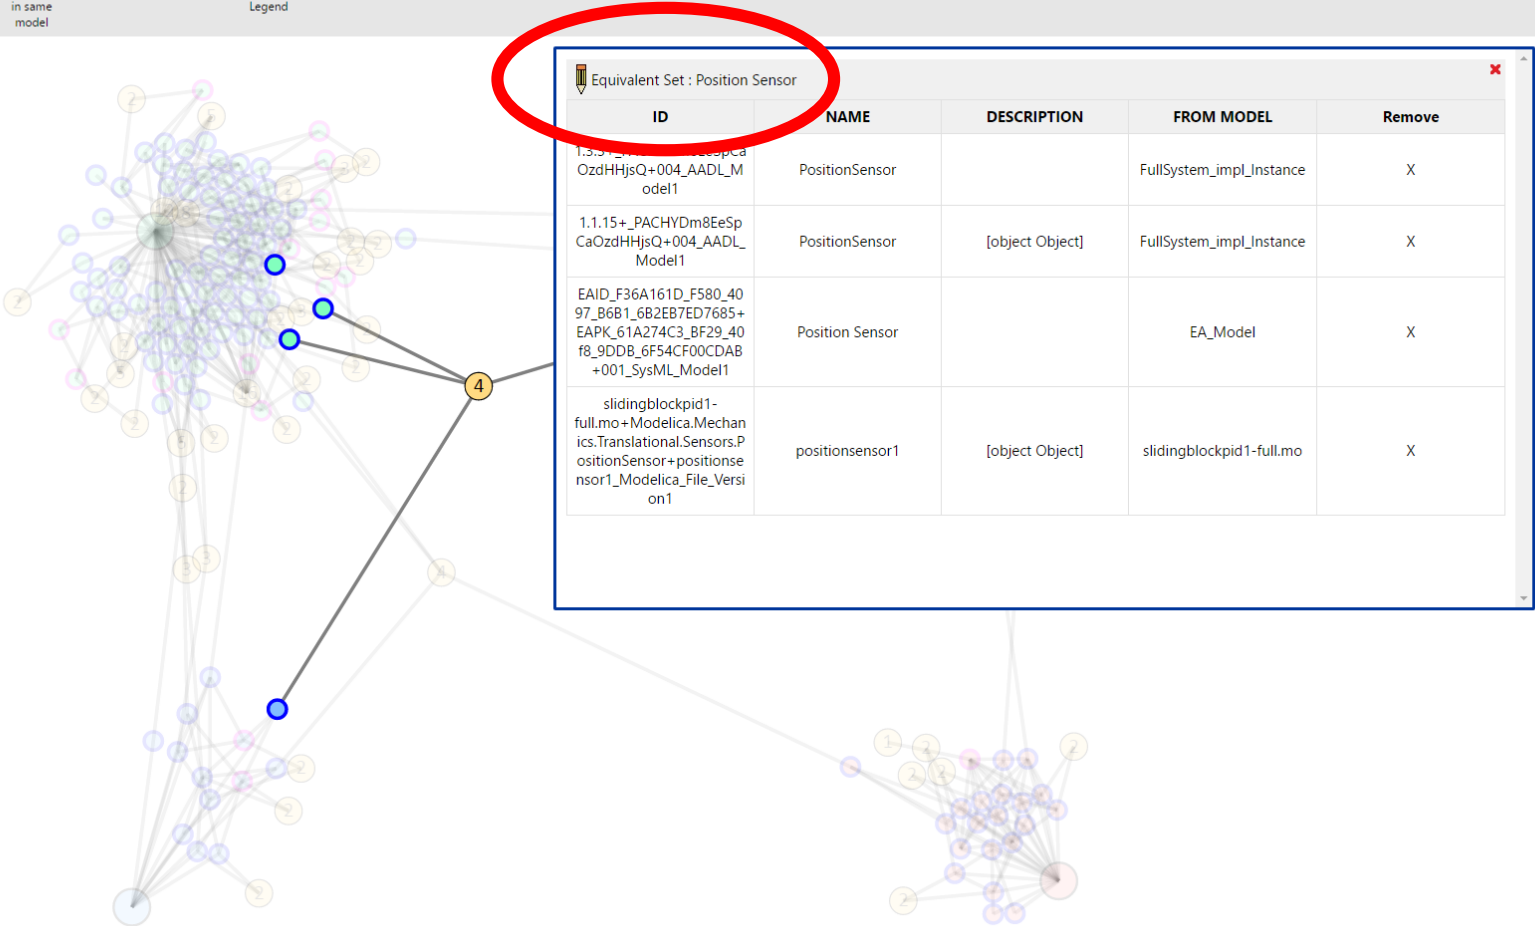 in same
model
Legend
Equivalent Set : Position Sensor
ID NAME DESCRIPTION FROM MODEL Remove
OzdHHjsQ+004_AADL_M
odel1
PositionSensor FullSystem_impl_Instance X
1.1.15+_PACHYDm8EeSp
CaOzdHHjsQ+004_AADL_
Model1
PositionSensor [object Object] FullSystem_impl_Instance X
EAID_F36A161D_F580_40
97_B6B1_6B2EB7ED7685+
EAPK_61A274C3_BF29_40
f8_9DDB_6F54CF00CDAB
+001_SysML_Model1
Position Sensor EA_Model X
slidingblockpid1-
full.mo+Modelica.Mechan
ics.Translational.Sensors.P
ositionSensor+positionse
nsor1_Modelica_File_Versi
on1
positionsensor1 [object Object] slidingblockpid1-full.mo X
4